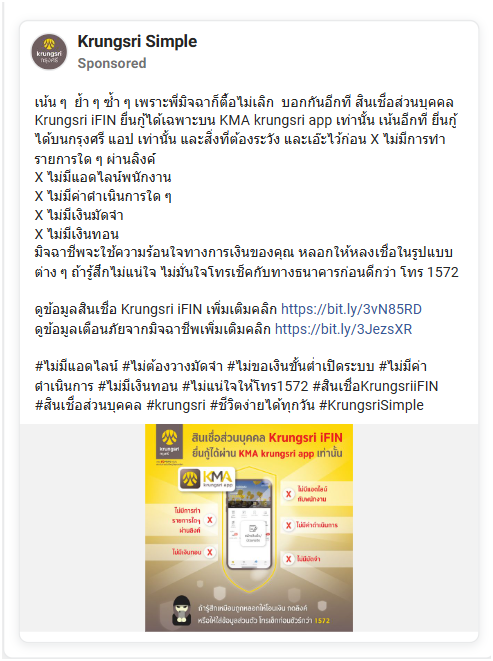 Krungsri Simple
Sponsored
krungsri
กรุงศรี
เน้น ๆ ย้ำ ๆ ซ้ำ ๆ เพราะพี่มิจฉาก็ตื๊อไม่เลิก บอกกันอีกที สินเชื่อส่วนบุคคล
Krungsri iFIN ยื่นกู้ได้เฉพาะบน KMA krungsri app เท่านั้น เน้นอีกที ยื่นกู้
ได้บนกรุงศรี แอป เท่านั้น และสิ่งที่ต้องระวัง และเอ๊ะไว้ก่อน X ไม่มีการทำ
รายการใด ๆ ผ่านลิงค์
X ไม่มีแอดไลน์พนักงาน
X ไม่มีค่าดำเนินการใด ๆ
X ไม่มีเงินมัดจำ
X ไม่มีเงินทอน
มิจฉาชีพจะใช้ความร้อนใจทางการเงินของคุณ หลอกให้หลงเชื่อในรูปแบบ
ต่าง ๆ ถ้ารู้สึกไม่แน่ใจ ไม่มั่นใจโทรเช็คกับทางธนาคารก่อนดีกว่า โทร 1572
ดูข้อมูลสินเชื่อ Krungsri iFIN เพิ่มเติมคลิก https://bit.ly/3vN85RD
ดูข้อมูลเตือนภัยจากมิจฉาชีพเพิ่มเติมคลิก https://bit.ly/3JezsXR
#ไม่มีแอดไลน์ #ไม่ต้องวางมัดจำ #ไม่ขอเงินขั้นต่ำเปิดระบบ #ไม่มีค่า
ดำเนินการ #ไม่มีเงินทอน #ไม่แน่ใจให้โทร1572 #สินเชื่อKrungsriiFIN
#สินเชื่อส่วนบุคคล #krungsri #ชีวิตง่ายได้ทุกวัน #KrungsriSimple
krungsri
กรุงศรี
สินเชื่อส่วนบุคคล Krungsri iFIN
ยื่นกู้ได้ผ่าน KMA krungsri app เท่านั้น
KMA
krungsri app
ไม่มีการทำ
รายการใดๆ
ผ่านลิงค์
X
ไม่มีเงินทอน
X
X
ไม่มีแอดไลน์
กับพนักงาน
X
ไม่มีค่าดำเนินการ
X
ไม่มีมัดจำ
ถ้ารู้สึกเหมือนถูกหลอกให้โอนเงิน กดลิงค์
หรือให้ใส่ข้อมูลส่วนตัว โทรเช็กก่อนชัวร์กว่า 1572